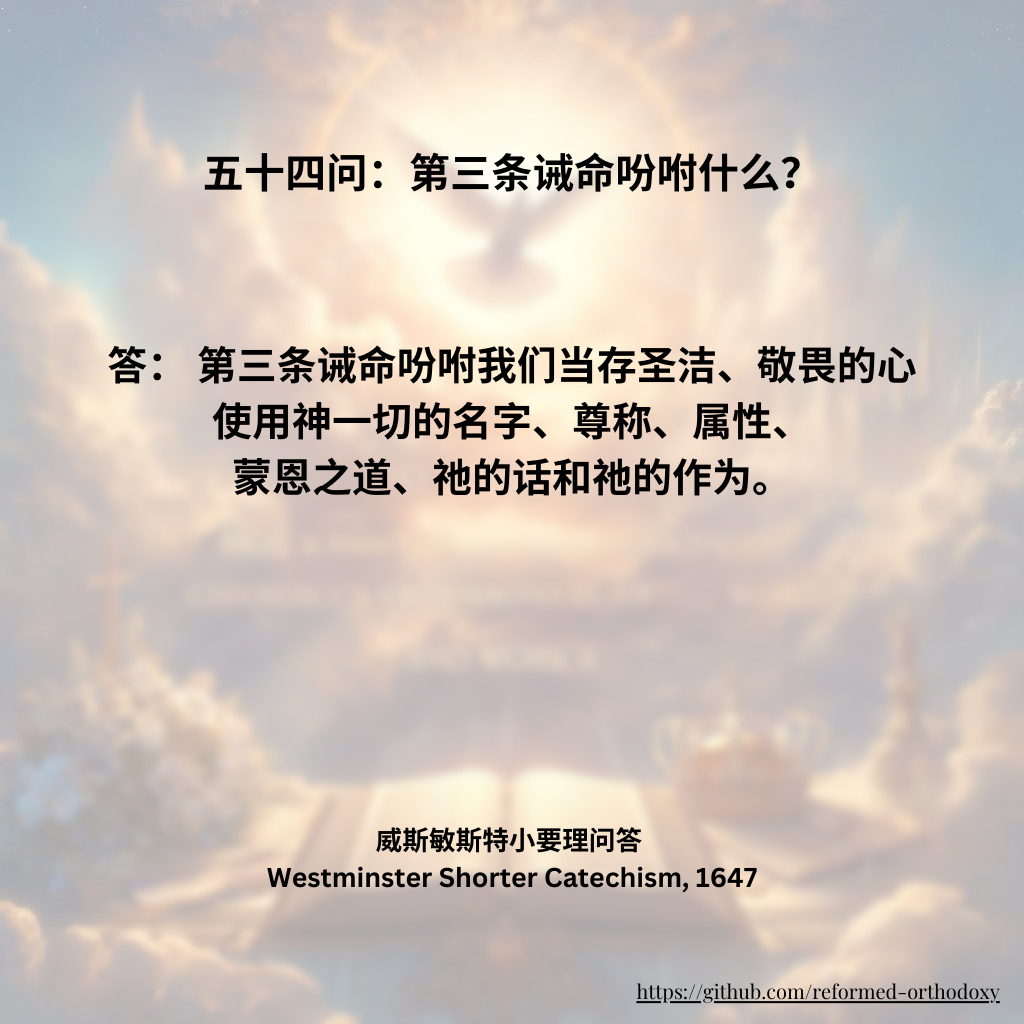 五十四问：第三条诫命吩咐什么？
答： 第三条诫命吩咐我们当存圣洁、敬畏的心
使用神一切的名字、尊称、属性、
蒙恩之道、祂的话和祂的作为。
威斯敏斯特小要理问答
Westminster Shorter Catechism, 1647
https://github.com/reformed-orthodoxy